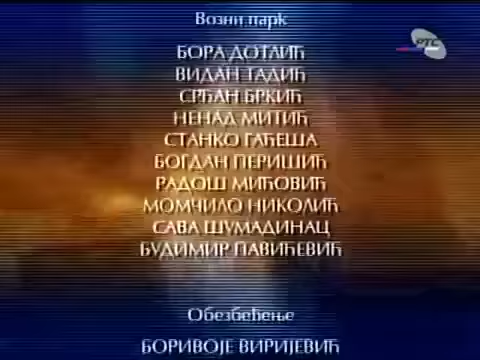 Возни парк
РТС
БОРА ДОТЛИЋ
ВИДАН ТАДИЋ
СРЂАН БРКИЋ
НЕНАД МИТИЋ
СТАНКО ГАЂЕША
БОГДАН ПЕРИШИЋ
РАДОШ МИЋОВИЋ
МОМЧИЛО НИКОЛИЋ
САВА ШУМАДИНАЦ
БУДИМИР ПАВИЋЕВИЋ
Обезбеђење
БОРИВОЈЕ ВИРИЈЕВИЋ